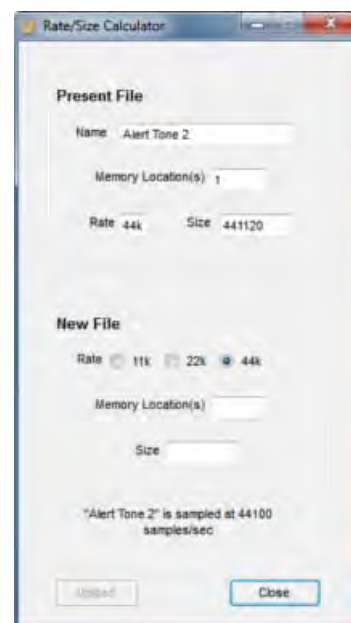 Rate/Size Calculator
Present File
Name Alert Tone 2
Memory Location(s) 1
Rate 44k Size 441120
New File
Rate 11k 22k 44k
Memory Location(s)
Size
"Alert Tone 2" is sampled at 44100
samples/sec
Upload Close